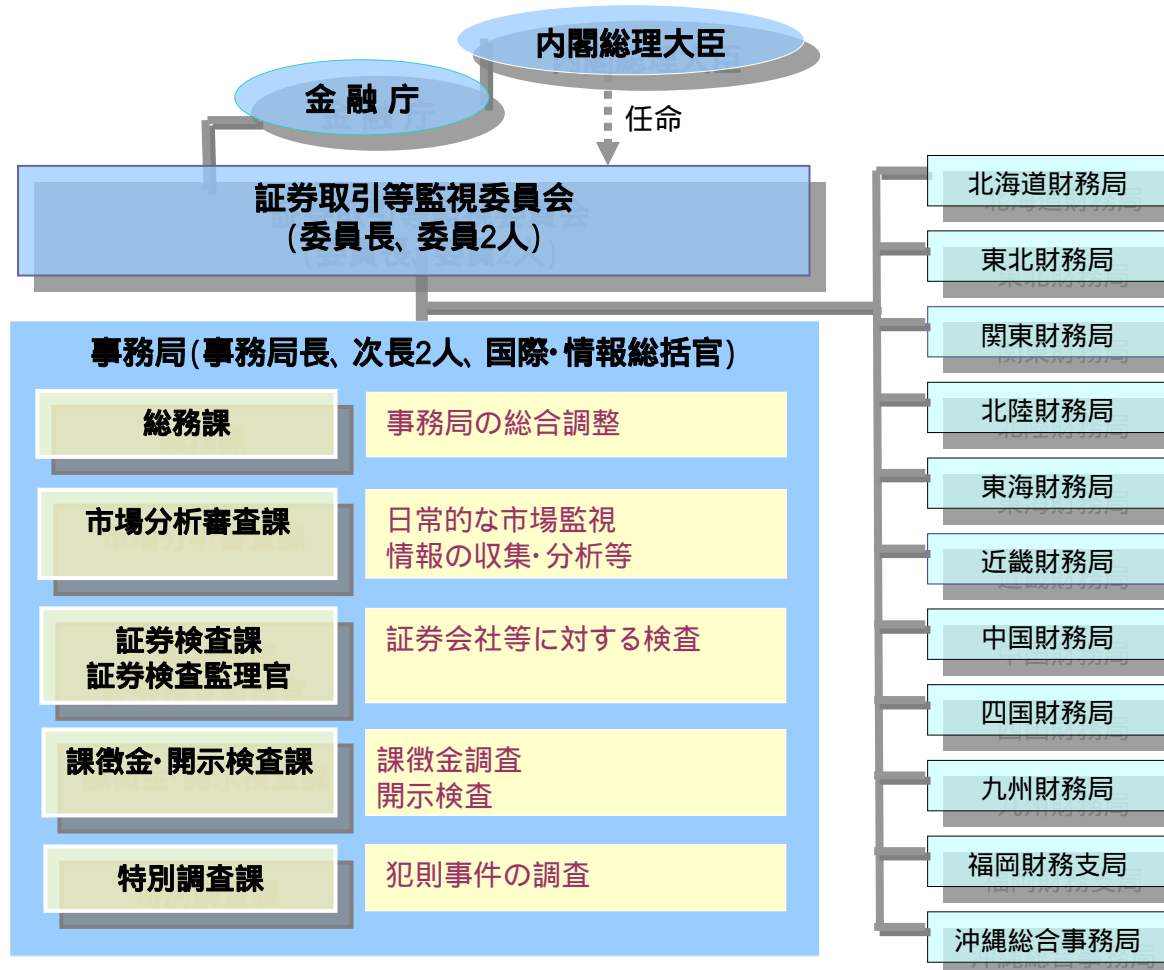 内閣総理大臣
金融庁
任命
証券取引等監視委員会
(委員長、委員2人)
事務局(事務局長、次長2人、国際・情報総括官)
総務課
事務局の総合調整
市場分析審査課
日常的な市場監視
情報の収集・分析等
証券検査課
証券検査監理官
証券会社等に対する検査
課徴金・開示検査課
課徴金調査
開示検査
特別調査課
犯則事件の調査
北海道財務局
東北財務局
関東財務局
北陸財務局
東海財務局
近畿財務局
中国財務局
四国財務局
九州財務局
福岡財務支局
沖縄総合事務局